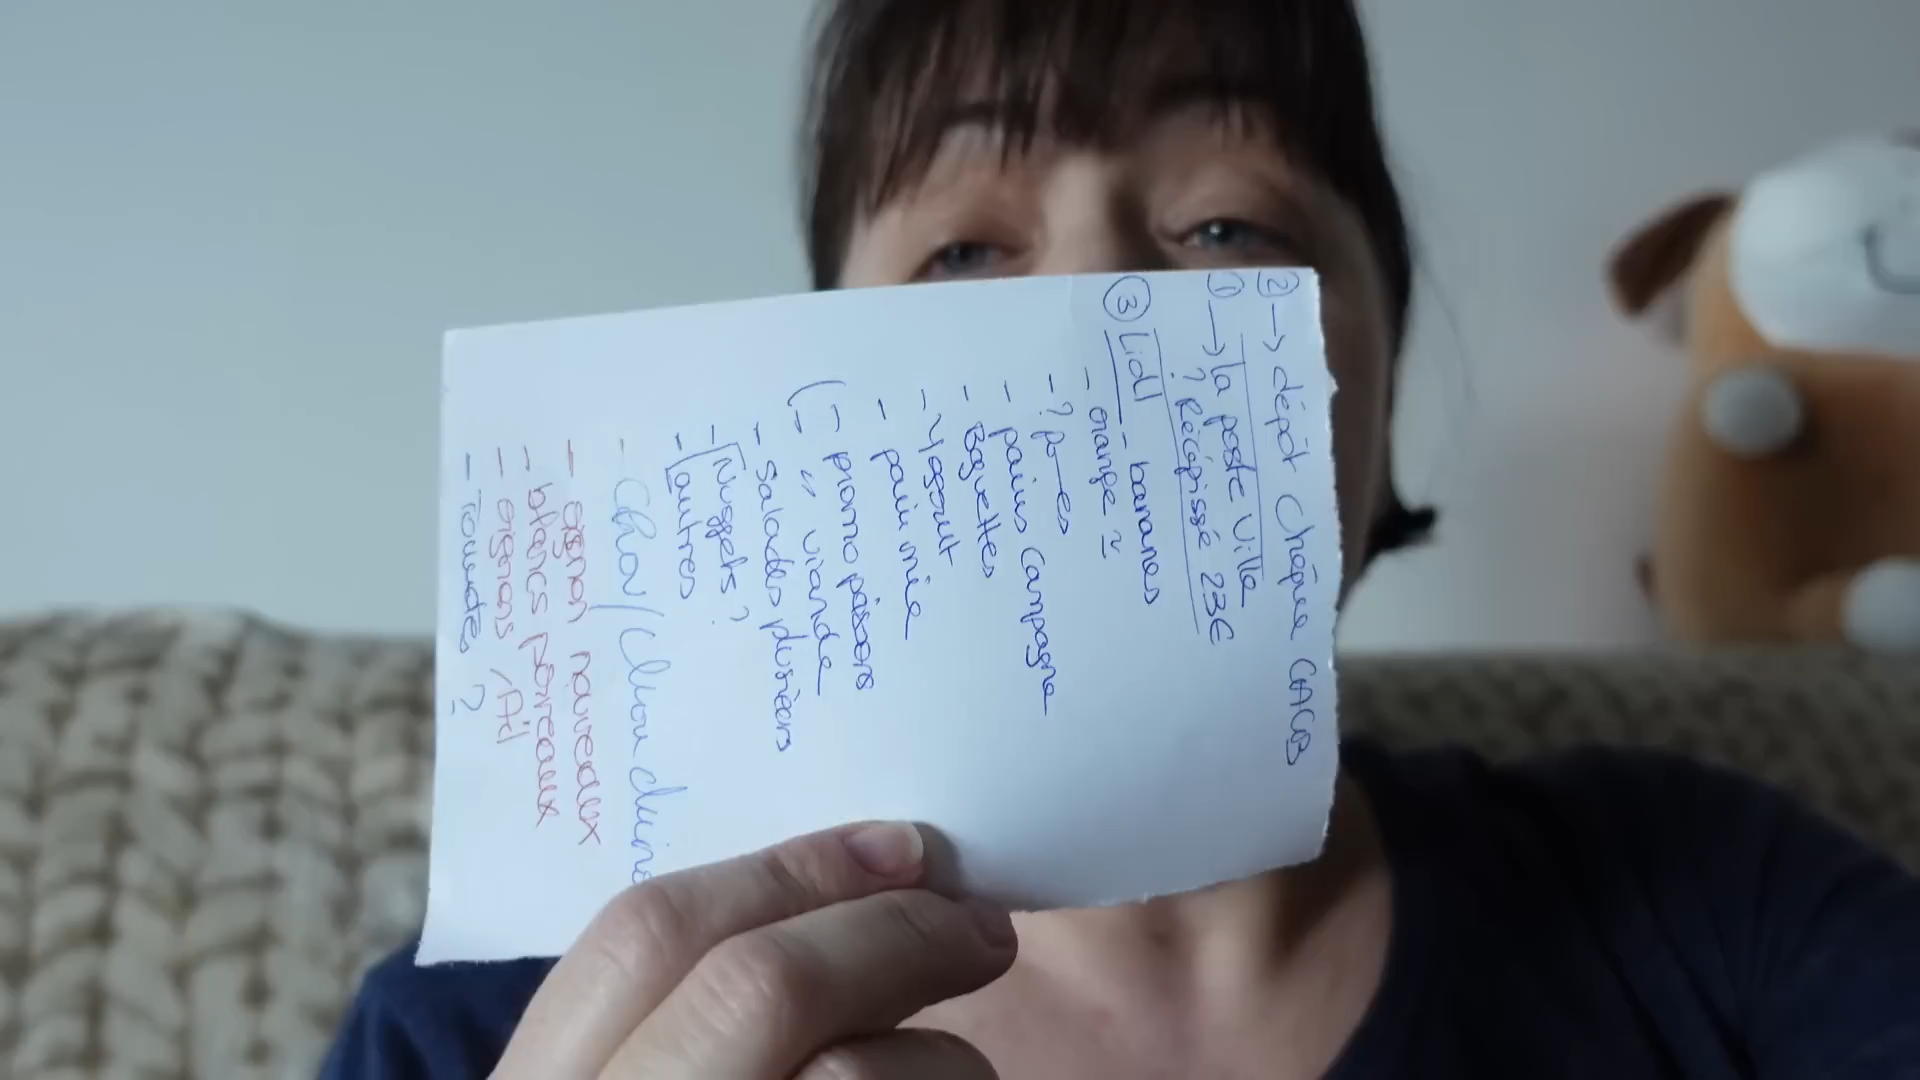 ② → dépôt chèque CACB
① → la poste ville
? Récépissé 23€
③ Lidl - bananes
- orange ≈
- ? po es
- pains campagne
- Baguettes
- Yaourt
- pain mie
(- promo poissons
- " viande
- salades plusieurs
- Nuggets ?
- autres
- Chou / Chou chinois
- oignon nouveaux
- blancs poireaux
- oignons / Ail
- Tomates ?